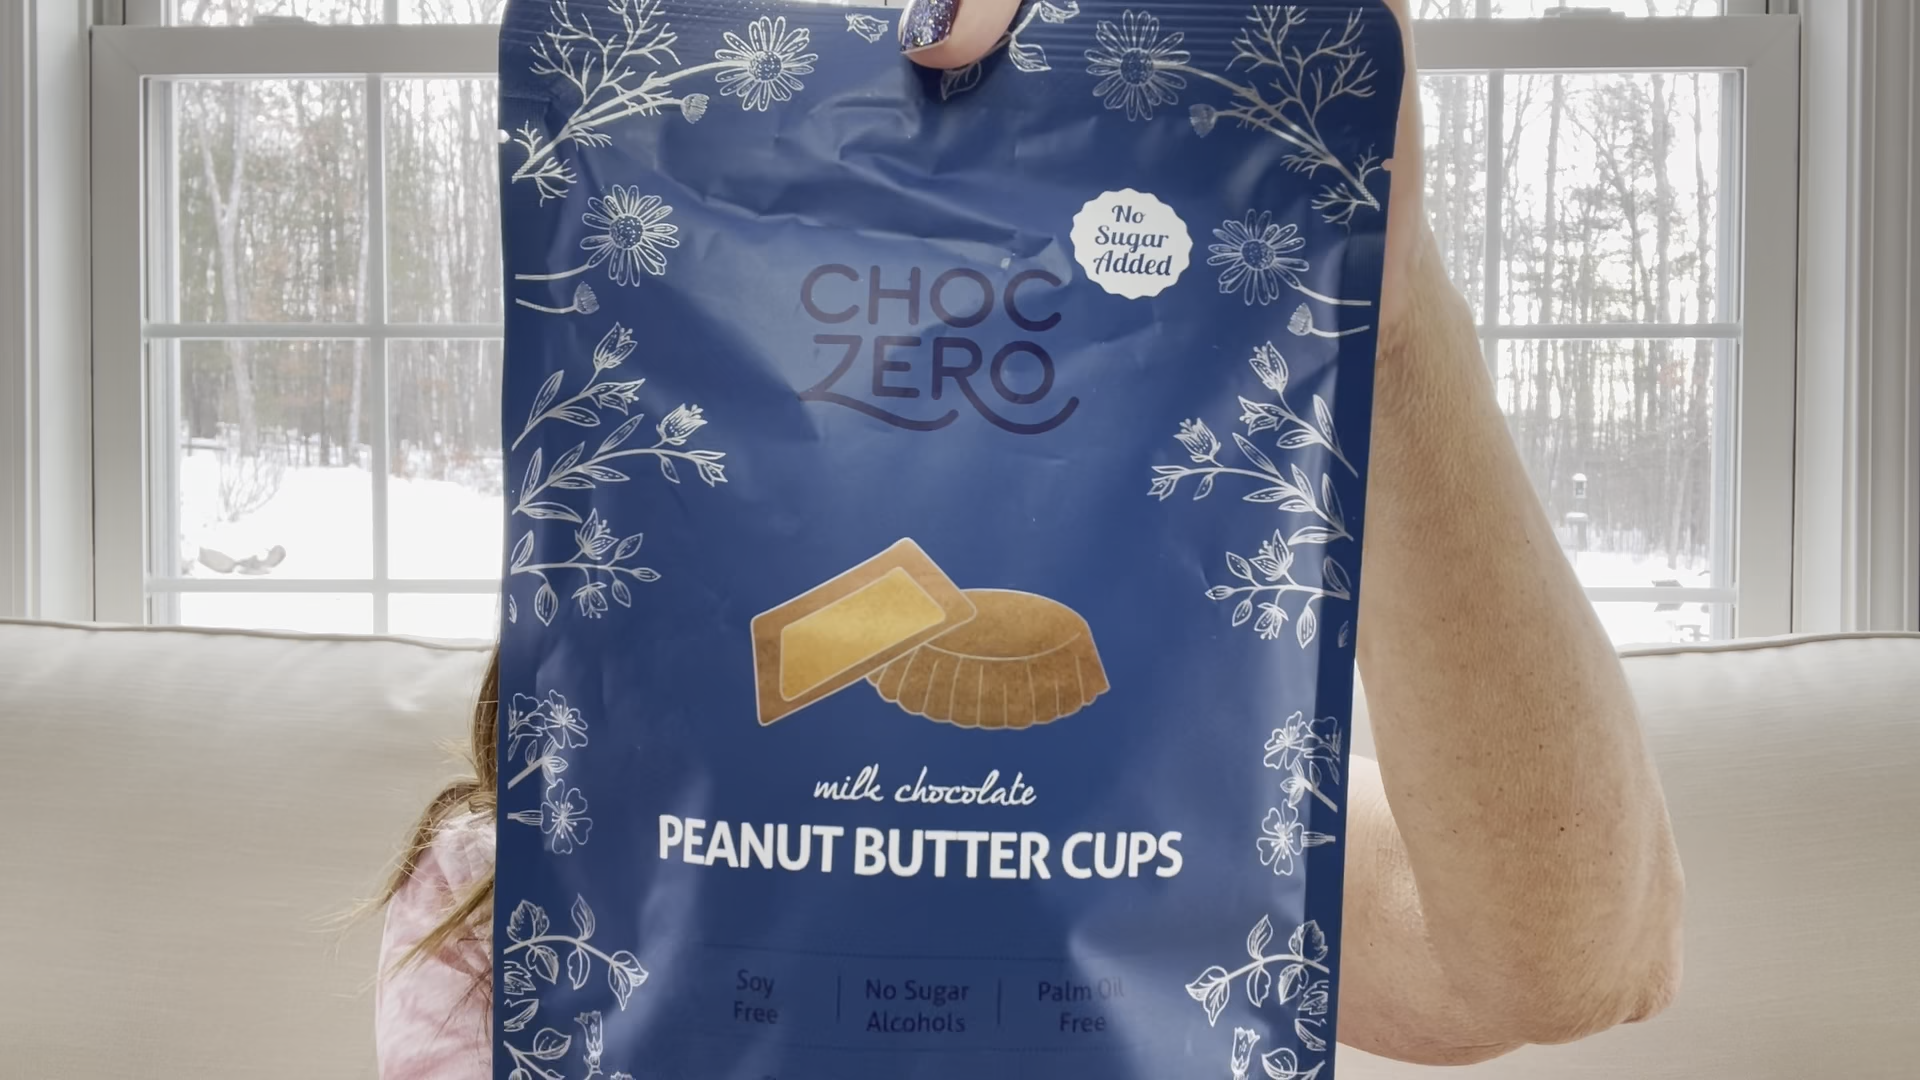 No
Sugar
Added
CHOC
ZERO
milk chocolate
PEANUT BUTTER CUPS
Soy
Free
No Sugar
Alcohols
Palm Oil
Free